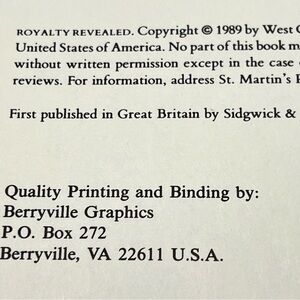 ROYALTY REVEALED. Copyright © 1989 by West
United States of America. No part of this book
without written permission except in the case
reviews. For information, address St. Martin's
First published in Great Britain by Sidgwick &
Quality Printing and Binding by:
Berryville Graphics
P.O. Box 272
Berryville, VA 22611 U.S.A.